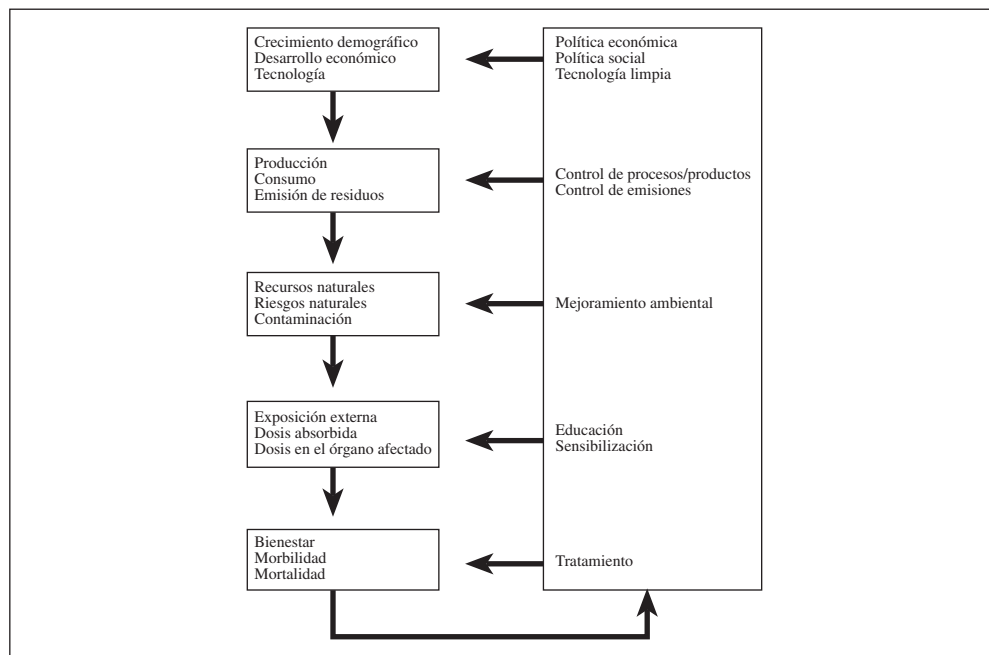 Crecimiento demográfico
Desarrollo económico
Tecnología
Política económica
Política social
Tecnología limpia
Producción
Consumo
Emisión de residuos
Control de procesos/productos
Control de emisiones
Recursos naturales
Riesgos naturales
Contaminación
Mejoramiento ambiental
Exposición externa
Dosis absorbida
Dosis en el órgano afectado
Educación
Sensibilización
Bienestar
Morbilidad
Mortalidad
Tratamiento